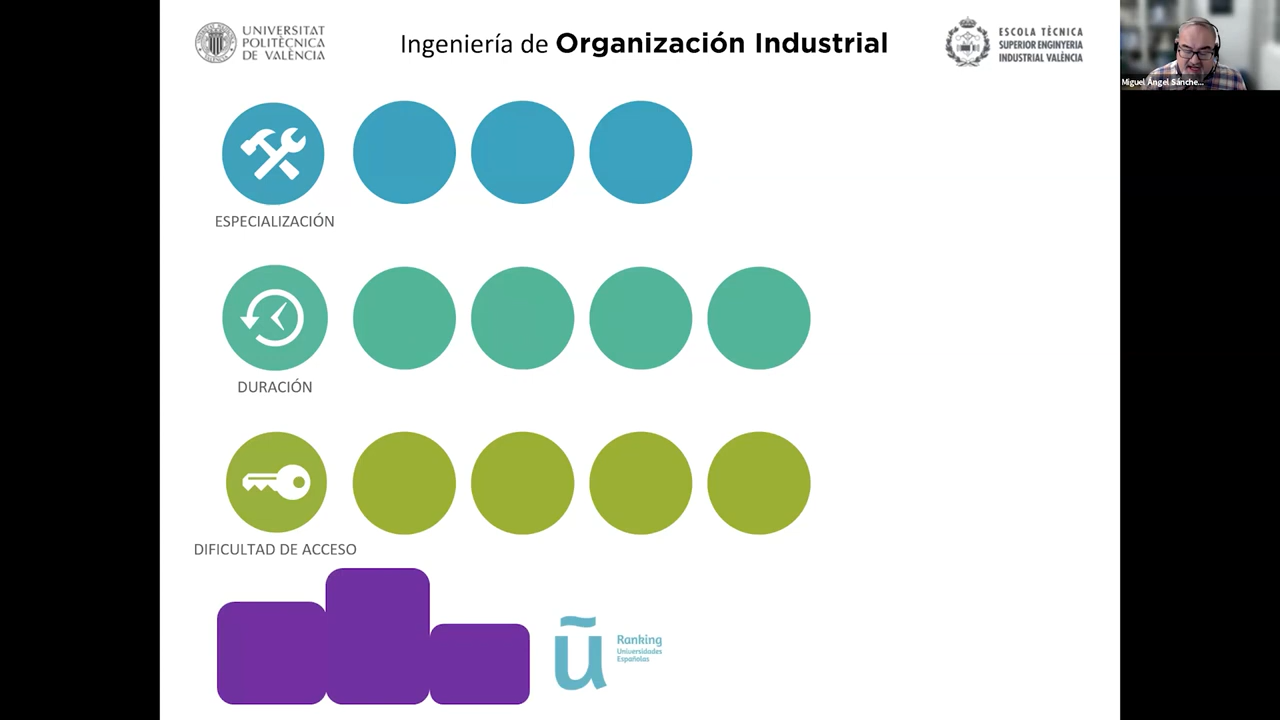 UNIVERSITAT
POLITÈCNICA
DE VALÈNCIA
Ingeniería de Organización Industrial
ESCOLA TÈCNICA
SUPERIOR ENGINYERIA
INDUSTRIAL VALÈNCIA
Miguel Ángel Sánche...
ESPECIALIZACIÓN
DURACIÓN
DIFICULTAD DE ACCESO
ũ
Ranking
Universidades
Españolas